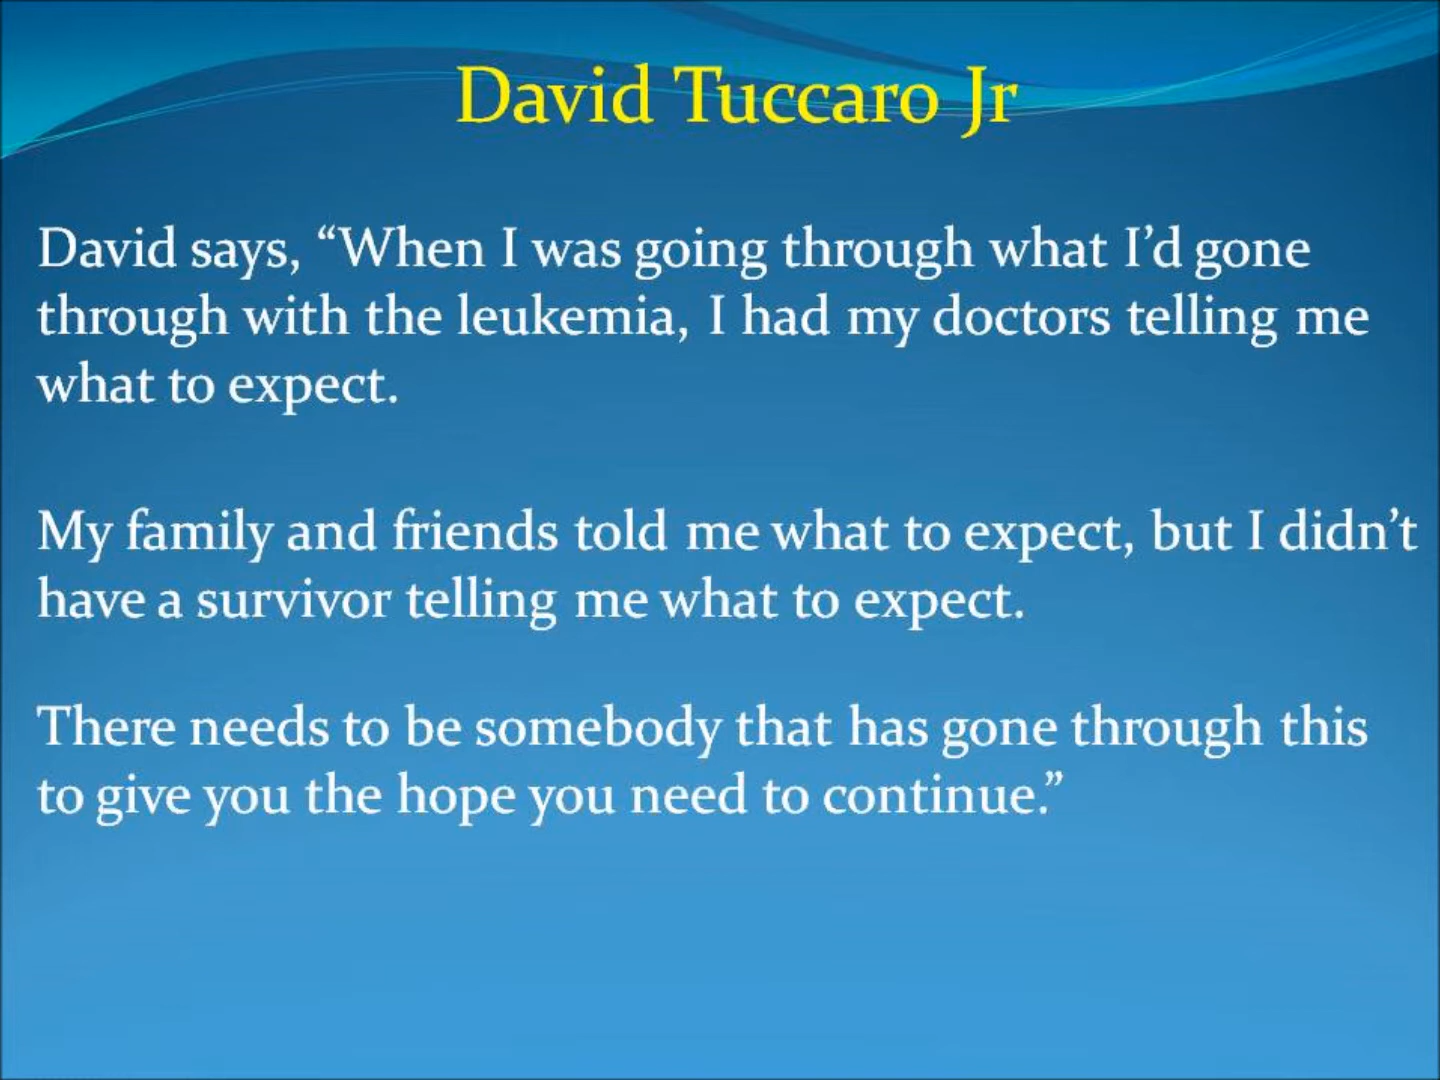 David Tuccaro Jr
David says, “When I was going through what I’d gone
through with the leukemia, I had my doctors telling me
what to expect.
My family and friends told me what to expect, but I didn’t
have a survivor telling me what to expect.
There needs to be somebody that has gone through this
to give you the hope you need to continue.”